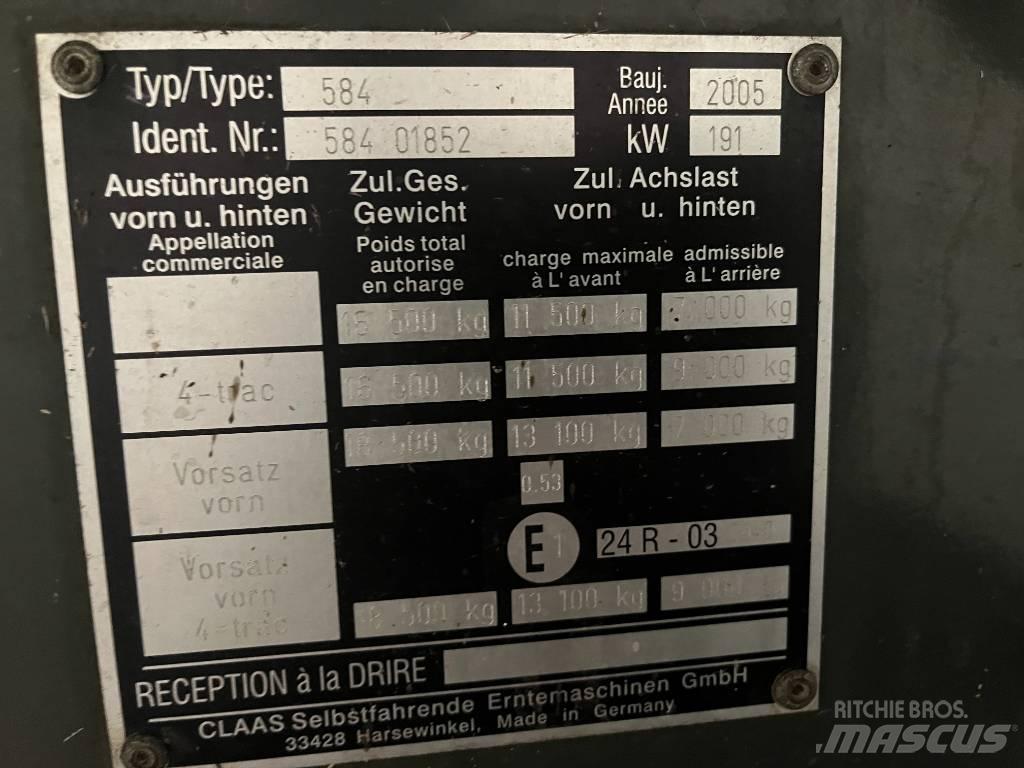 Typ/Type: 584 Bauj. Annee 2005
Ident. Nr.: 584 01852 kW 191
Ausführungen vorn u. hinten Zul.Ges. Gewicht Zul. Achslast vorn u. hinten
Appellation commerciale Poids total autorise en charge charge maximale admissible à L'avant à L'arrière
500 kg 11 500 kg 7 000 kg
4-trac 500 kg 11 500 kg 9 000 kg
Vorsatz vorn 500 kg 13 100 kg 7 000 kg
0.53
E1 24 R - 03
Vorsatz vorn 4-trac 500 kg 13 100 kg
RECEPTION à la DRIRE
CLAAS Selbstfahrende Erntemaschinen GmbH
33428 Harsewinkel, Made in Germany
RITCHIE BROS.
MASCUS